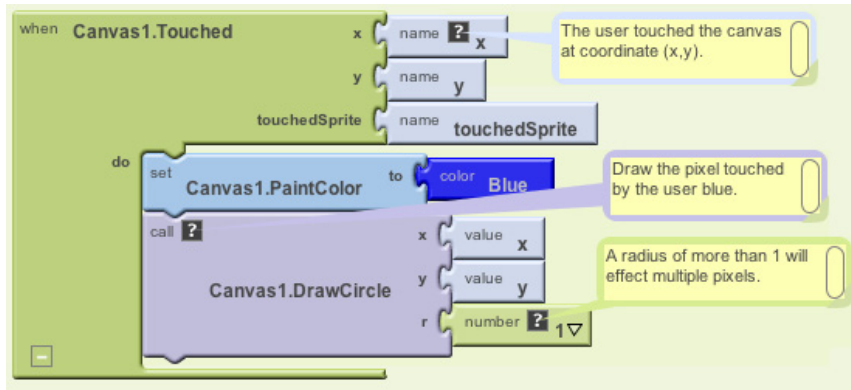 when Canvas1.Touched x name ? x
The user touched the canvas
at coordinate (x,y).
y name y
touchedSprite name touchedSprite
do
set Canvas1.PaintColor to color Blue
Draw the pixel touched
by the user blue.
call ? Canvas1.DrawCircle
x value x
y value y
r number ? 1
A radius of more than 1 will
effect multiple pixels.